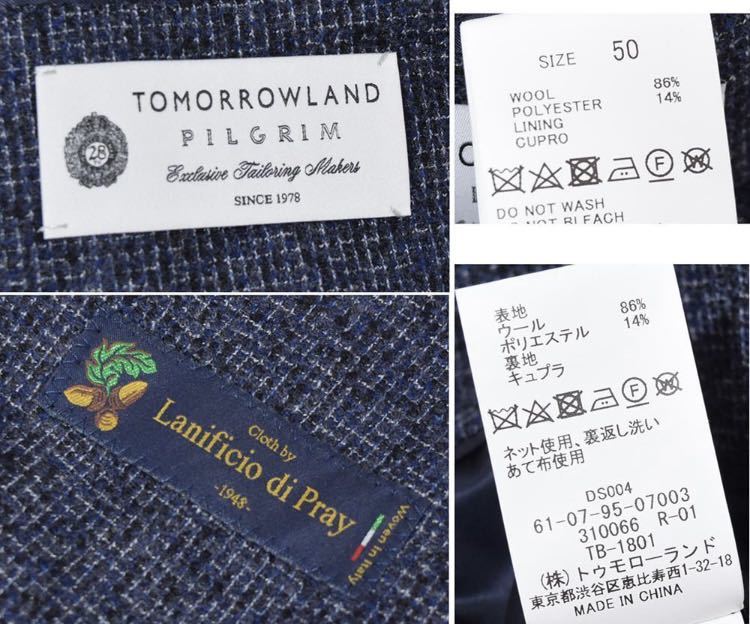 TOMORROWLAND
PILGRIM
28
Exclusive Tailoring Makers
SINCE 1978
SIZE 50
WOOL 86%
POLYESTER 14%
LINING
CUPRO
F
DO NOT WASH
DO NOT BLEACH
Cloth by
Lanificio di Pray
-1948-
Woven in Italy
表地
ウール 86%
ポリエステル 14%
裏地
キュプラ
F
ネット使用、裏返し洗い
あて布使用
DS004
61-07-95-07003
310066 R-01
TB-1801
(株)トゥモローランド
東京都渋谷区恵比寿西1-32-18
MADE IN CHINA